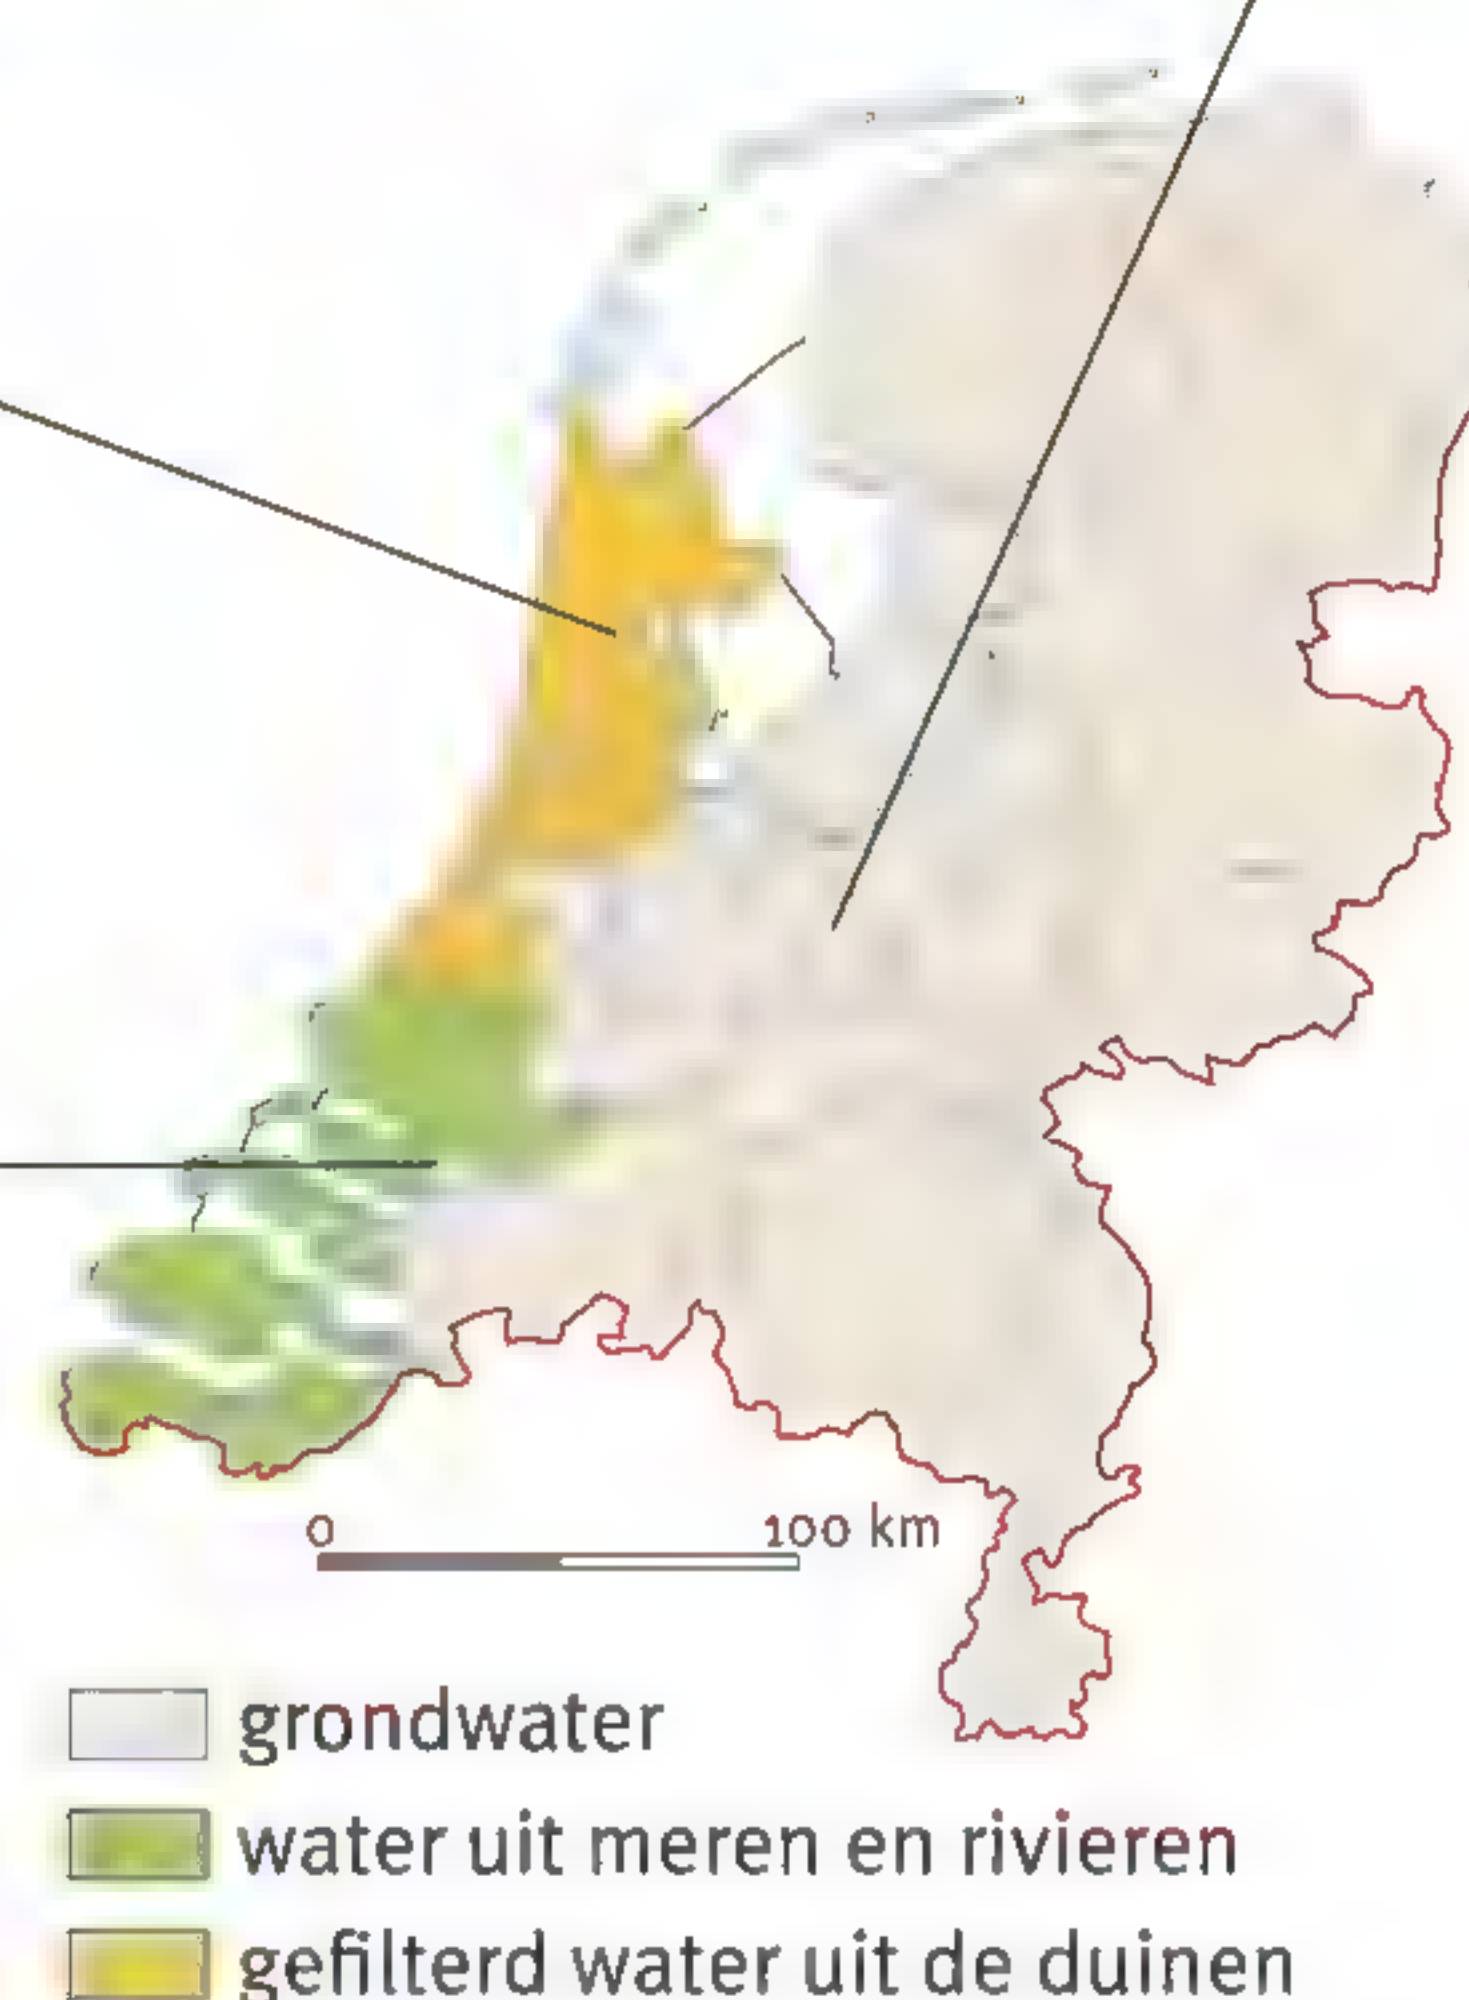 0 100 km
grondwater
water uit meren en rivieren
gefilterd water uit de duinen